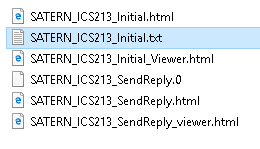 SATERN_ICS213_Initial.html
SATERN_ICS213_Initial.txt
SATERN_ICS213_Initial_Viewer.html
SATERN_ICS213_SendReply.0
SATERN_ICS213_SendReply.html
SATERN_ICS213_SendReply_viewer.html